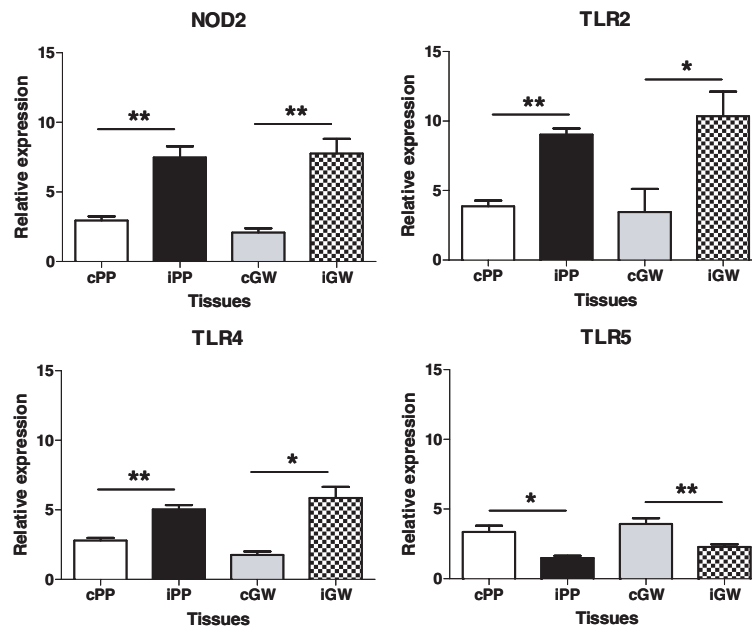 NOD2
Relative expression
15
10
5
0
**
**
cPP iPP cGW iGW
Tissues
TLR2
Relative expression
15
10
5
0
**
*
cPP iPP cGW iGW
Tissues
TLR4
Relative expression
15
10
5
0
**
*
cPP iPP cGW iGW
Tissues
TLR5
Relative expression
15
10
5
0
*
**
cPP iPP cGW iGW
Tissues